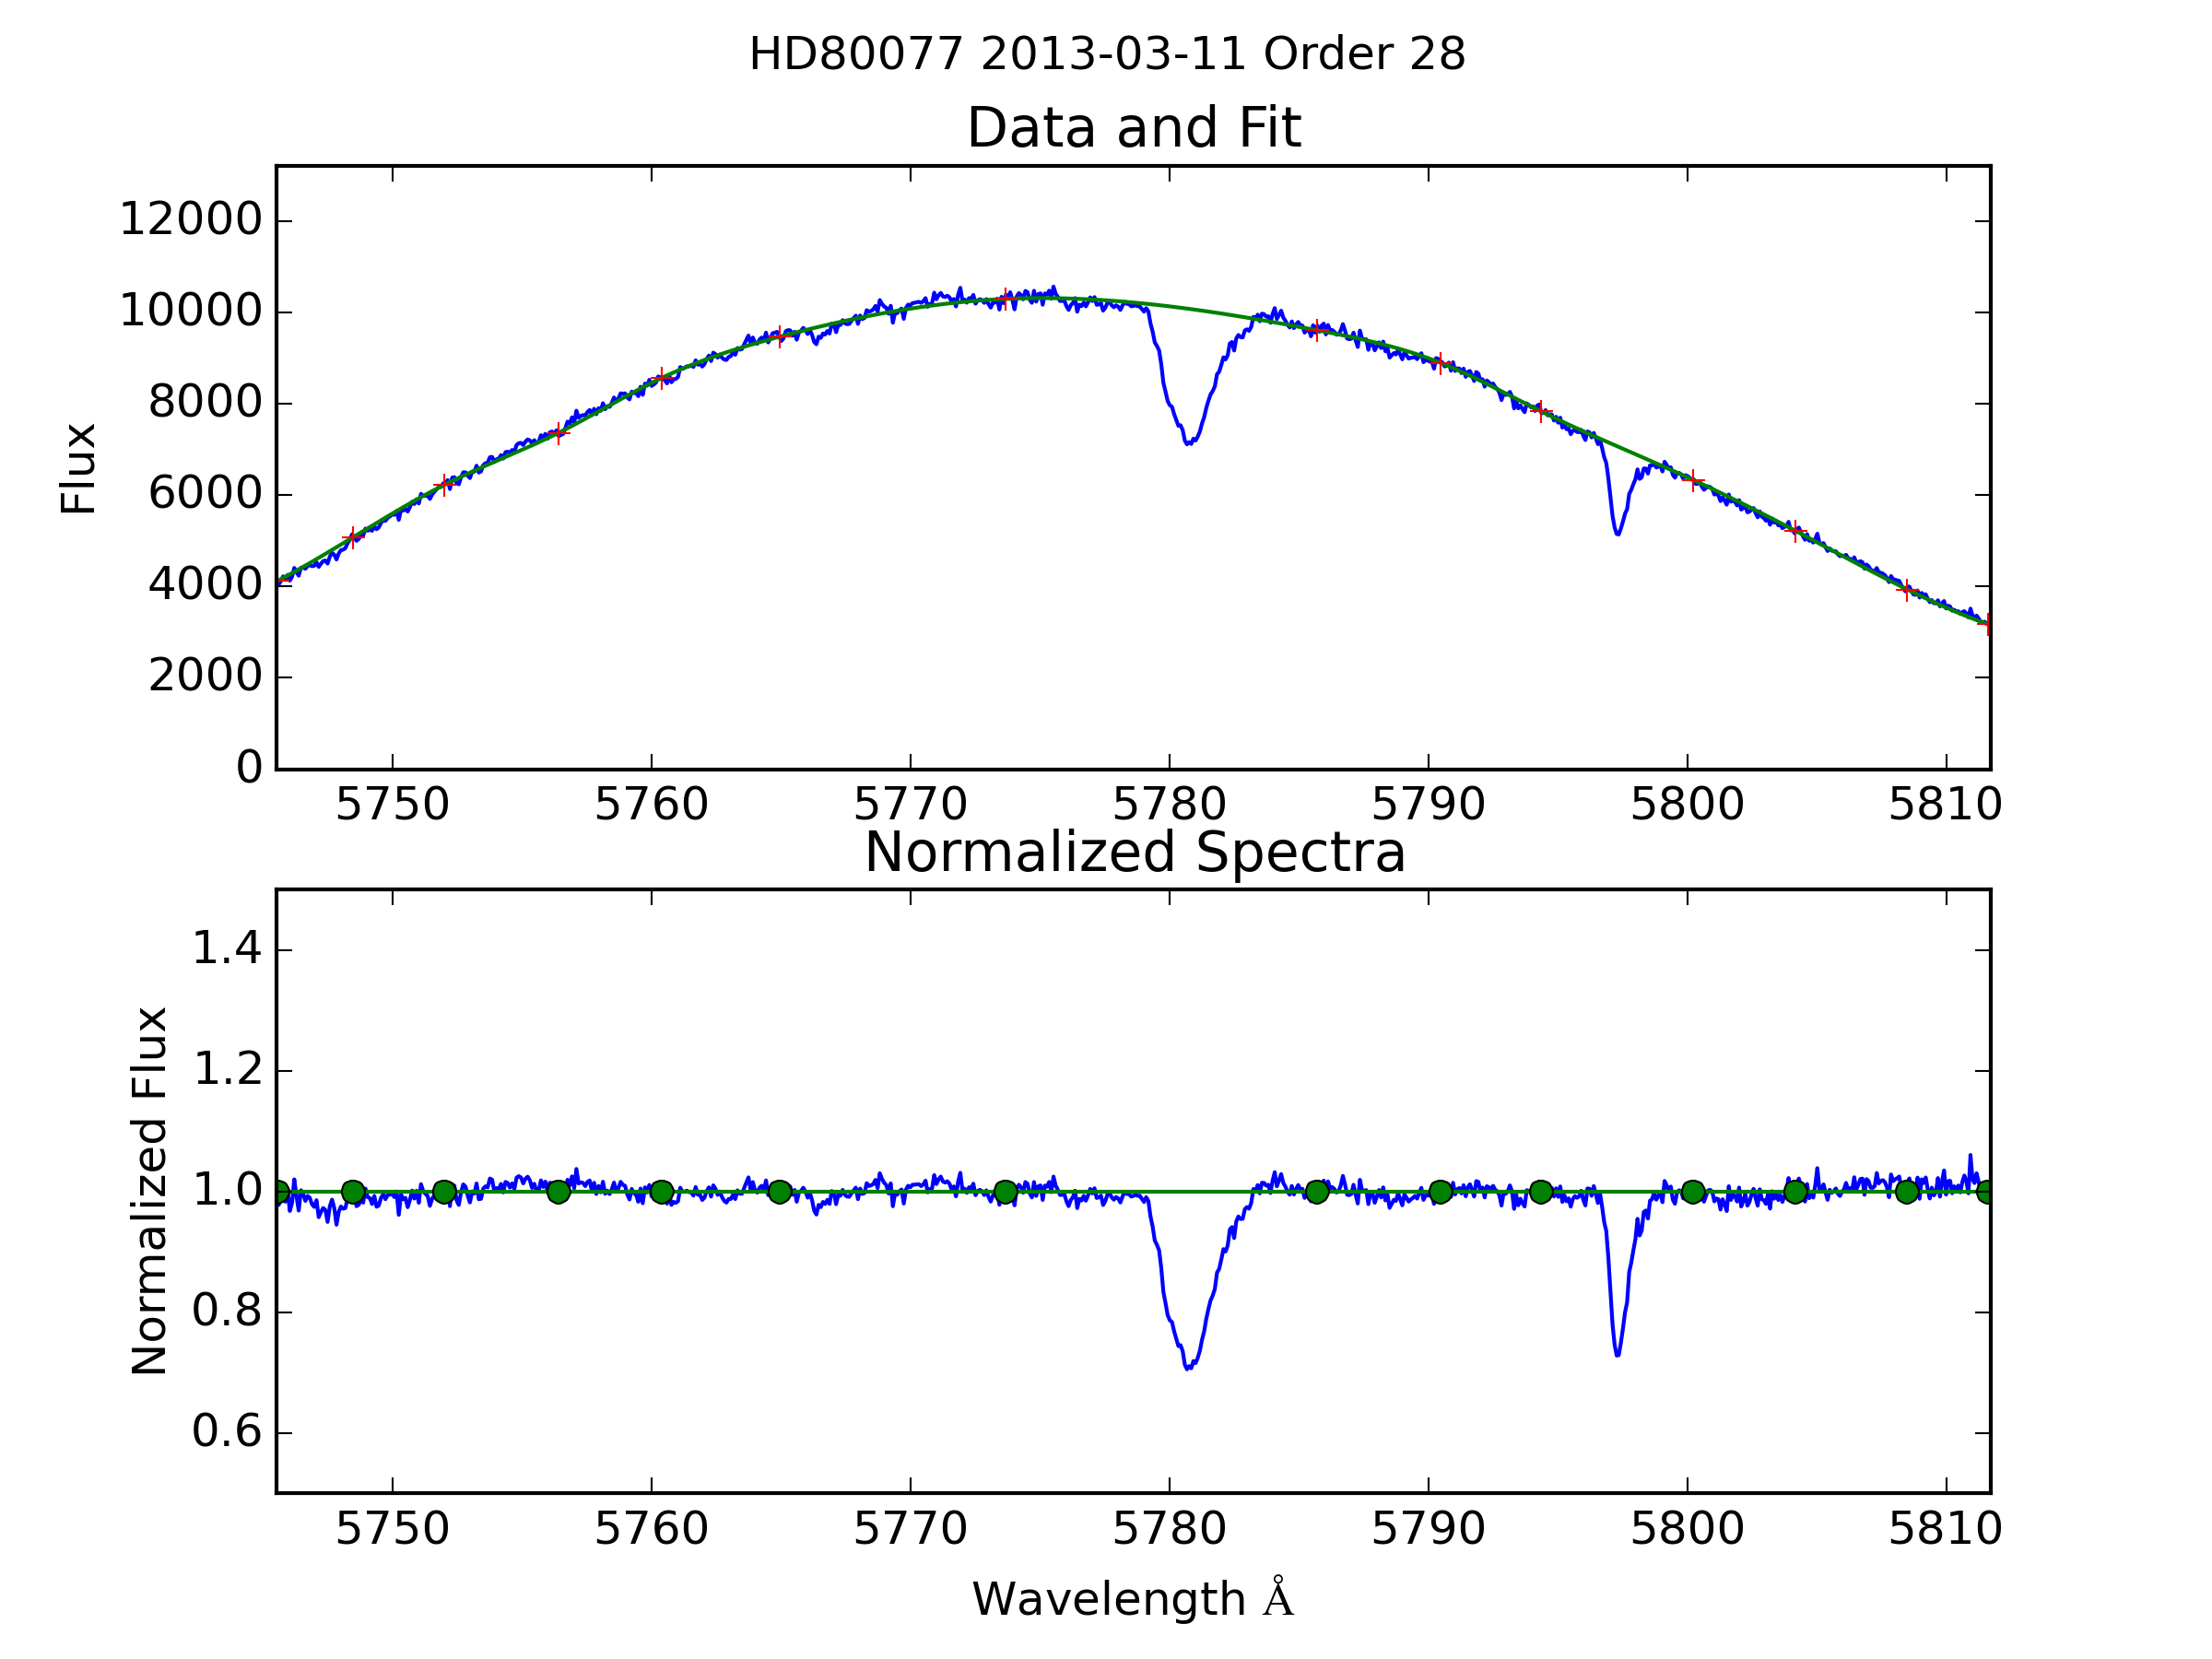 HD80077 2013-03-11 Order 28
Data and Fit
12000
10000
8000
6000
4000
2000
0
Flux
5750 5760 5770 5780 5790 5800 5810
Normalized Spectra
1.4
1.2
1.0
0.8
0.6
Normalized Flux
5750 5760 5770 5780 5790 5800 5810
Wavelength Å